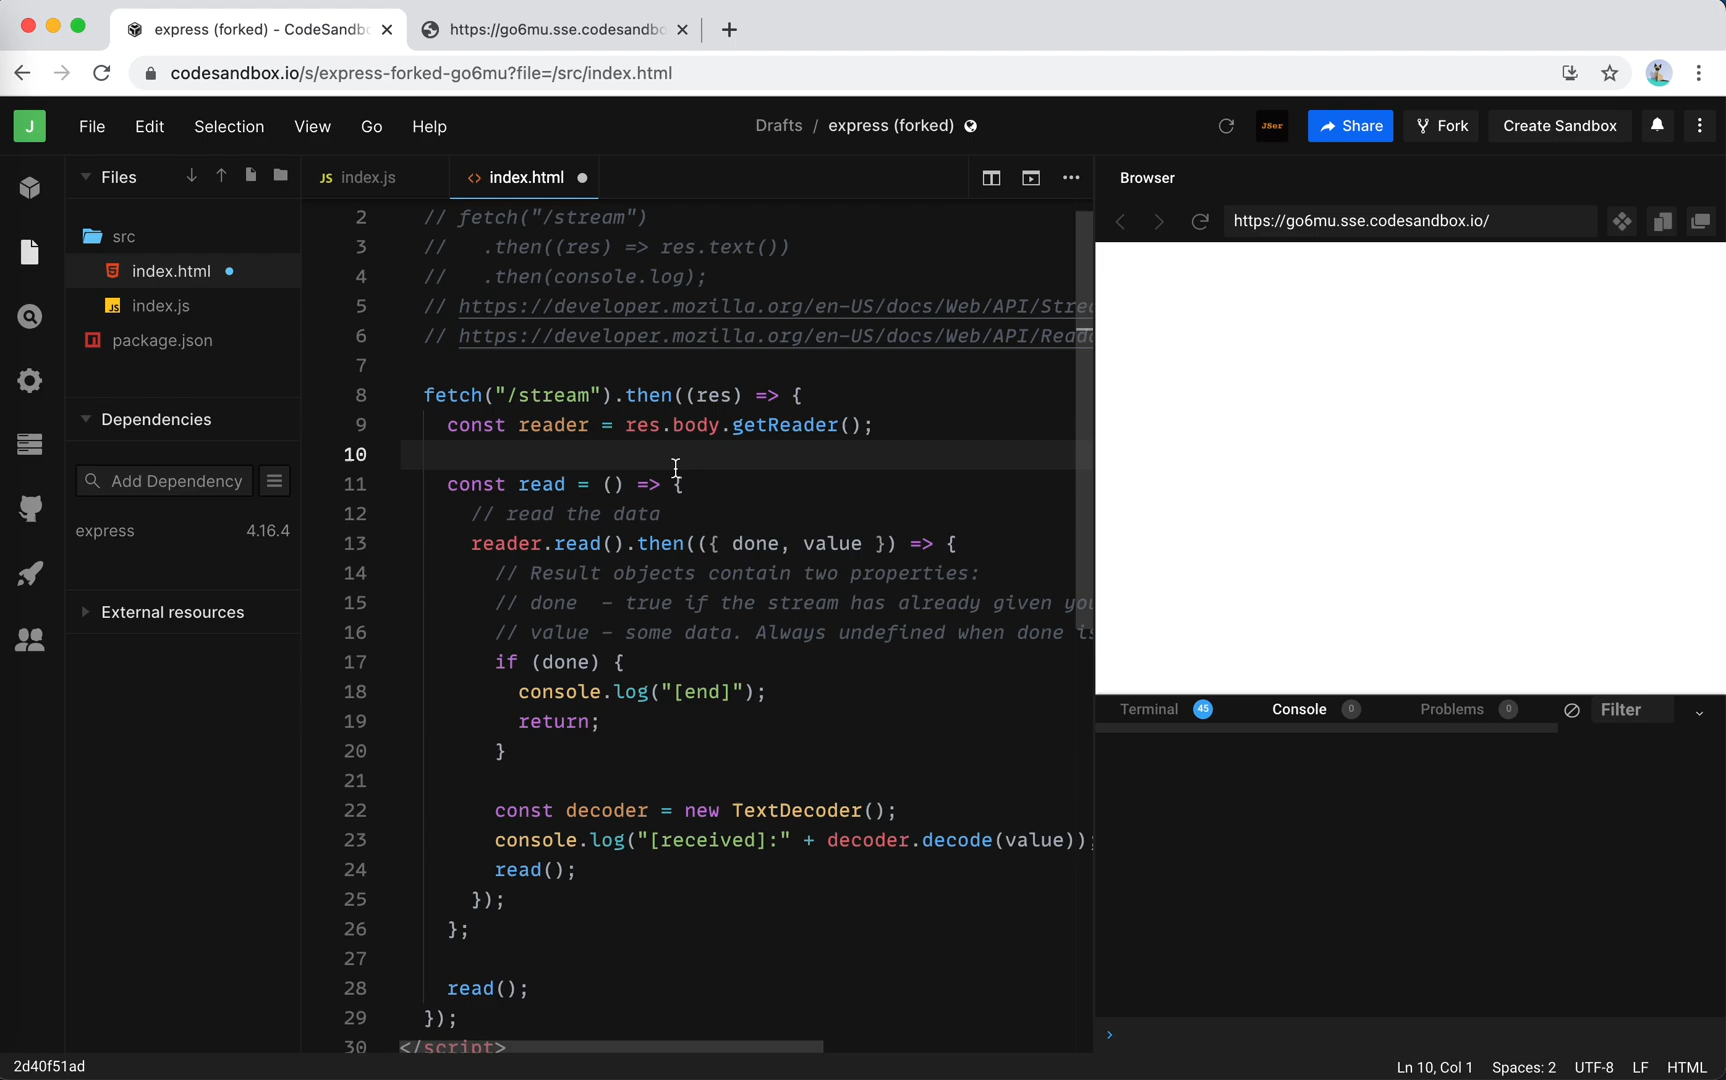 express (forked) - CodeSandb
https://go6mu.sse.codesandbo
codesandbox.io/s/express-forked-go6mu?file=/src/index.html
J
File
Edit
Selection
View
Go
Help
Drafts / express (forked)
JSer
Share
Fork
Create Sandbox
Files
src
index.html
JS index.js
package.json
Dependencies
Add Dependency
express 4.16.4
External resources
JS index.js
<> index.html
2 // fetch("/stream")
3 //   .then((res) => res.text())
4 //   .then(console.log);
5 // https://developer.mozilla.org/en-US/docs/Web/API/Stre
6 // https://developer.mozilla.org/en-US/docs/Web/API/Read
7
8 fetch("/stream").then((res) => {
9   const reader = res.body.getReader();
10
11   const read = () => {
12     // read the data
13     reader.read().then(({ done, value }) => {
14       // Result objects contain two properties:
15       // done  - true if the stream has already given you
16       // value - some data. Always undefined when done is
17       if (done) {
18         console.log("[end]");
19         return;
20       }
21
22       const decoder = new TextDecoder();
23       console.log("[received]:" + decoder.decode(value));
24       read();
25     });
26   };
27
28   read();
29 });
30 </script>
Browser
https://go6mu.sse.codesandbox.io/
Terminal 45
Console 0
Problems 0
Filter
2d40f51ad
Ln 10, Col 1
Spaces: 2
UTF-8
LF
HTML